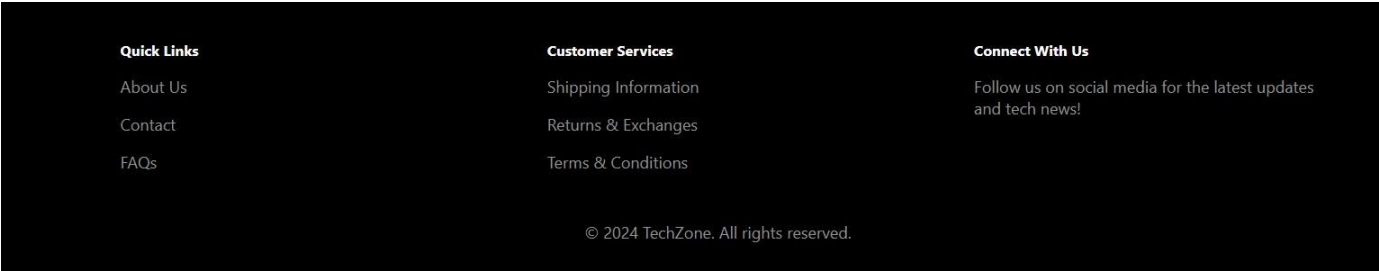 Quick Links
About Us
Contact
FAQs
Customer Services
Shipping Information
Returns & Exchanges
Terms & Conditions
Connect With Us
Follow us on social media for the latest updates
and tech news!
© 2024 TechZone. All rights reserved.